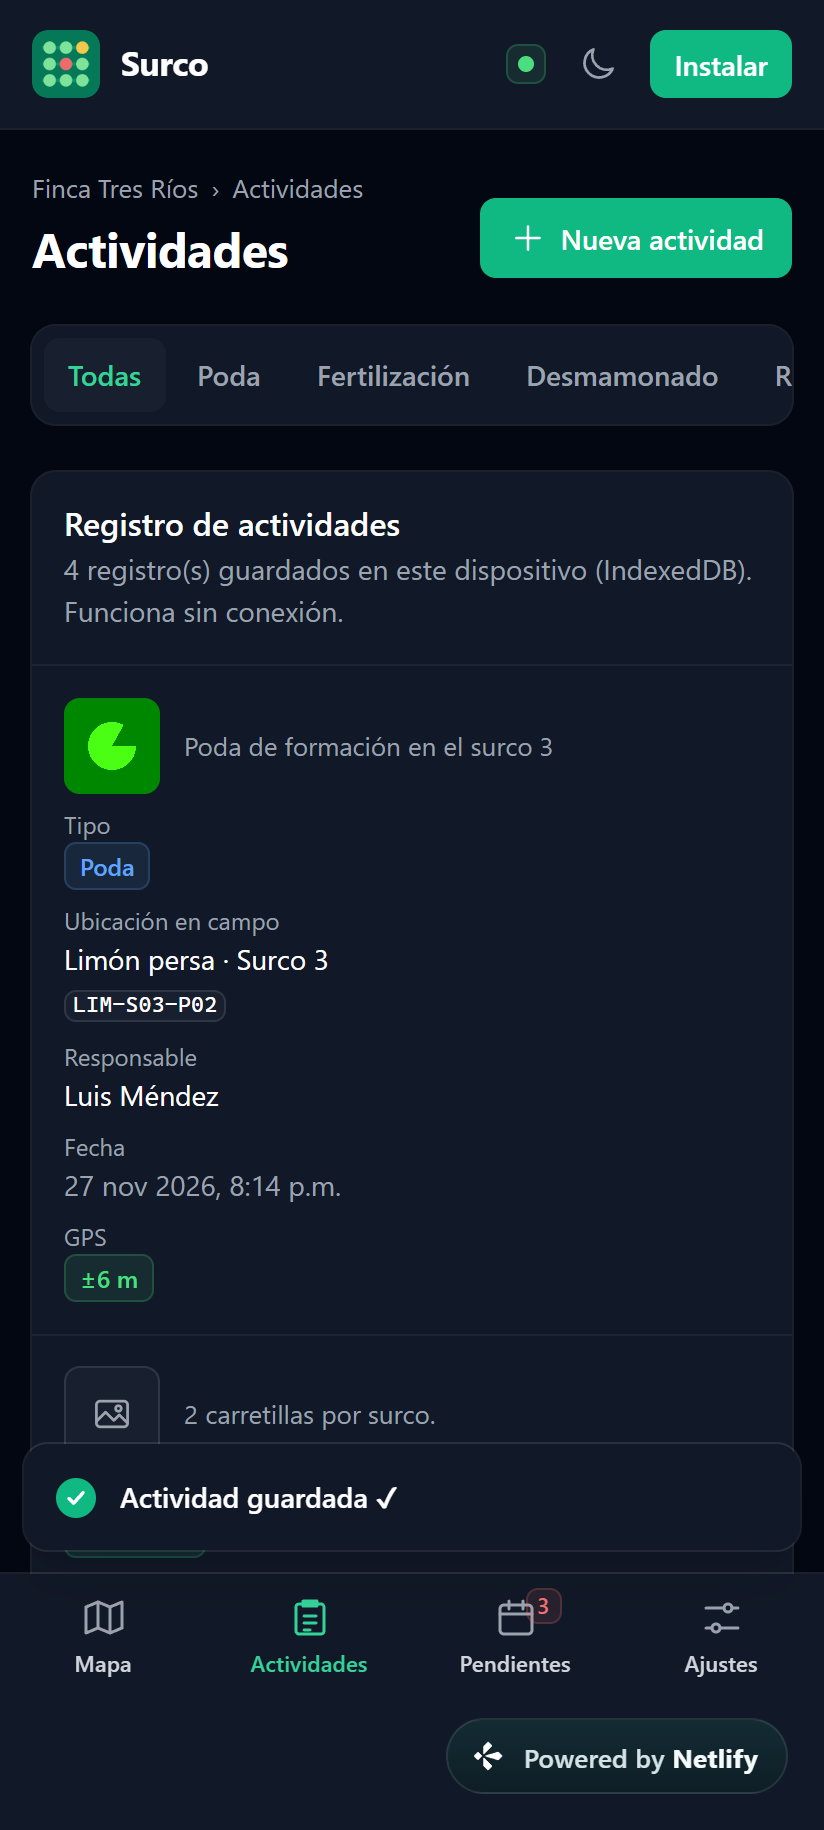 Surco
Instalar
Finca Tres Ríos › Actividades
Actividades
Nueva actividad
Todas Poda Fertilización Desmamonado R
Registro de actividades
4 registro(s) guardados en este dispositivo (IndexedDB).
Funciona sin conexión.
Poda de formación en el surco 3
Tipo
Poda
Ubicación en campo
Limón persa · Surco 3
LIM-S03-P02
Responsable
Luis Méndez
Fecha
27 nov 2026, 8:14 p.m.
GPS
±6 m
2 carretillas por surco.
Actividad guardada ✓
3
Mapa Actividades Pendientes Ajustes
Powered by Netlify